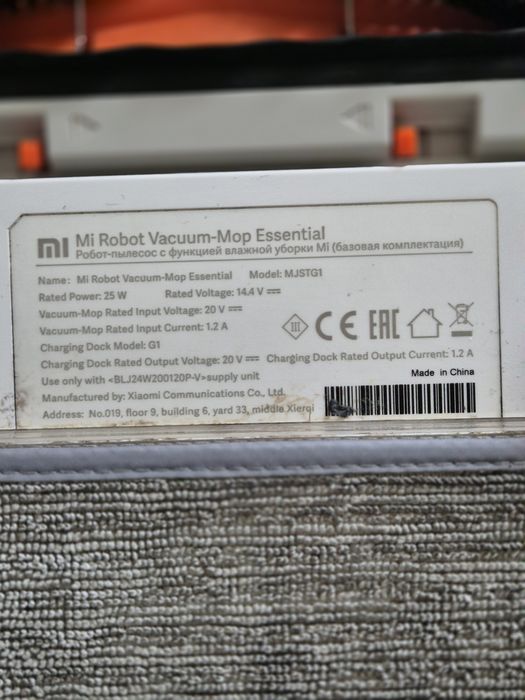 mi Mi Robot Vacuum-Mop Essential
Робот-пылесос с функцией влажной уборки Mi (базовая комплектация)
Name: Mi Robot Vacuum-Mop Essential Model: MJSTG1
Rated Power: 25 W Rated Voltage: 14.4 V ⎓
Vacuum-Mop Rated Input Voltage: 20 V ⎓
Vacuum-Mop Rated Input Current: 1.2 A
III CE EAC
Charging Dock Model: G1
Charging Dock Rated Output Voltage: 20 V ⎓ Charging Dock Rated Output Current: 1.2 A
Use only with <BLJ24W200120P-V>supply unit
Made in China
Manufactured by: Xiaomi Communications Co., Ltd.
Address: No.019, floor 9, building 6, yard 33, middle Xierqi